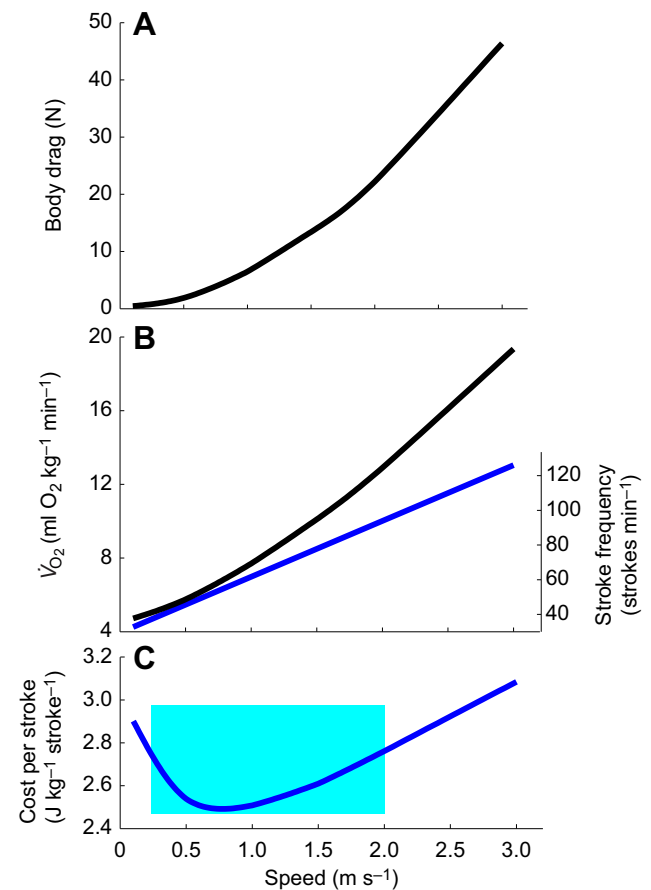 A
50
40
30
20
10
0
Body drag (N)
B
20
16
12
8
4
V̇O₂ (ml O₂ kg⁻¹ min⁻¹)
120
100
80
60
40
Stroke frequency
(strokes min⁻¹)
C
3.2
3.0
2.8
2.6
2.4
Cost per stroke
(J kg⁻¹ stroke⁻¹)
0 0.5 1.0 1.5 2.0 2.5 3.0
Speed (m s⁻¹)